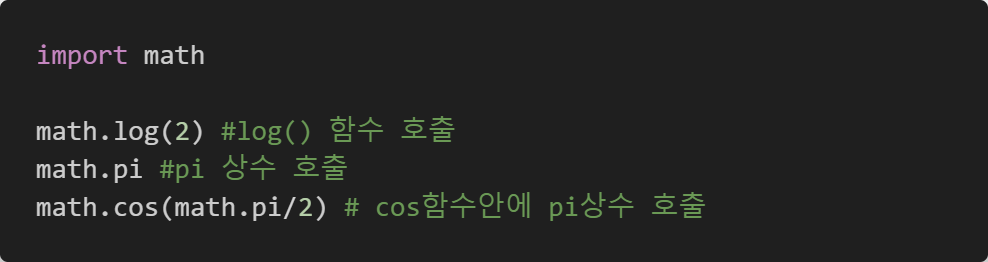 import math
math.log(2) #log() 함수 호출
math.pi #pi 상수 호출
math.cos(math.pi/2) # cos함수안에 pi상수 호출